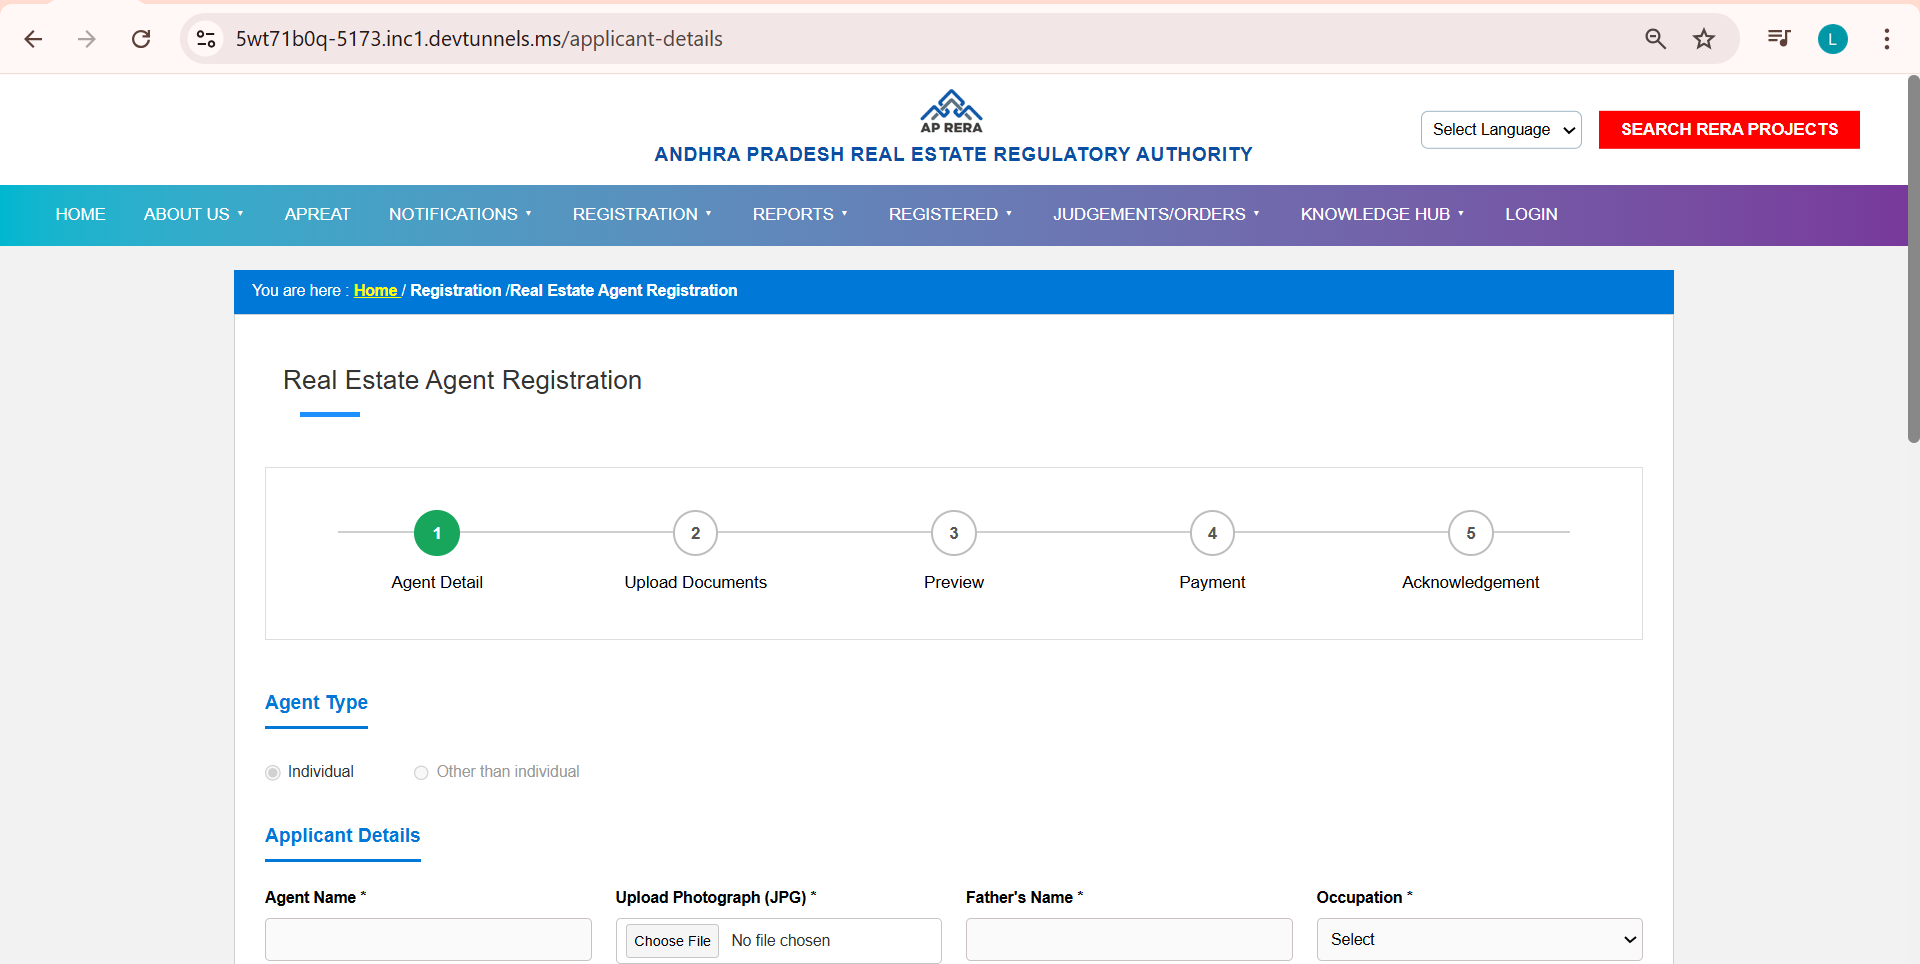 5wt71b0q-5173.inc1.devtunnels.ms/applicant-details
L
AP RERA
ANDHRA PRADESH REAL ESTATE REGULATORY AUTHORITY
Select Language
SEARCH RERA PROJECTS
HOME ABOUT US APREAT NOTIFICATIONS REGISTRATION REPORTS REGISTERED JUDGEMENTS/ORDERS KNOWLEDGE HUB LOGIN
You are here : Home / Registration /Real Estate Agent Registration
Real Estate Agent Registration
1 2 3 4 5
Agent Detail Upload Documents Preview Payment Acknowledgement
Agent Type
Individual Other than individual
Applicant Details
Agent Name * Upload Photograph (JPG) * Father's Name * Occupation *
Choose File No file chosen Select